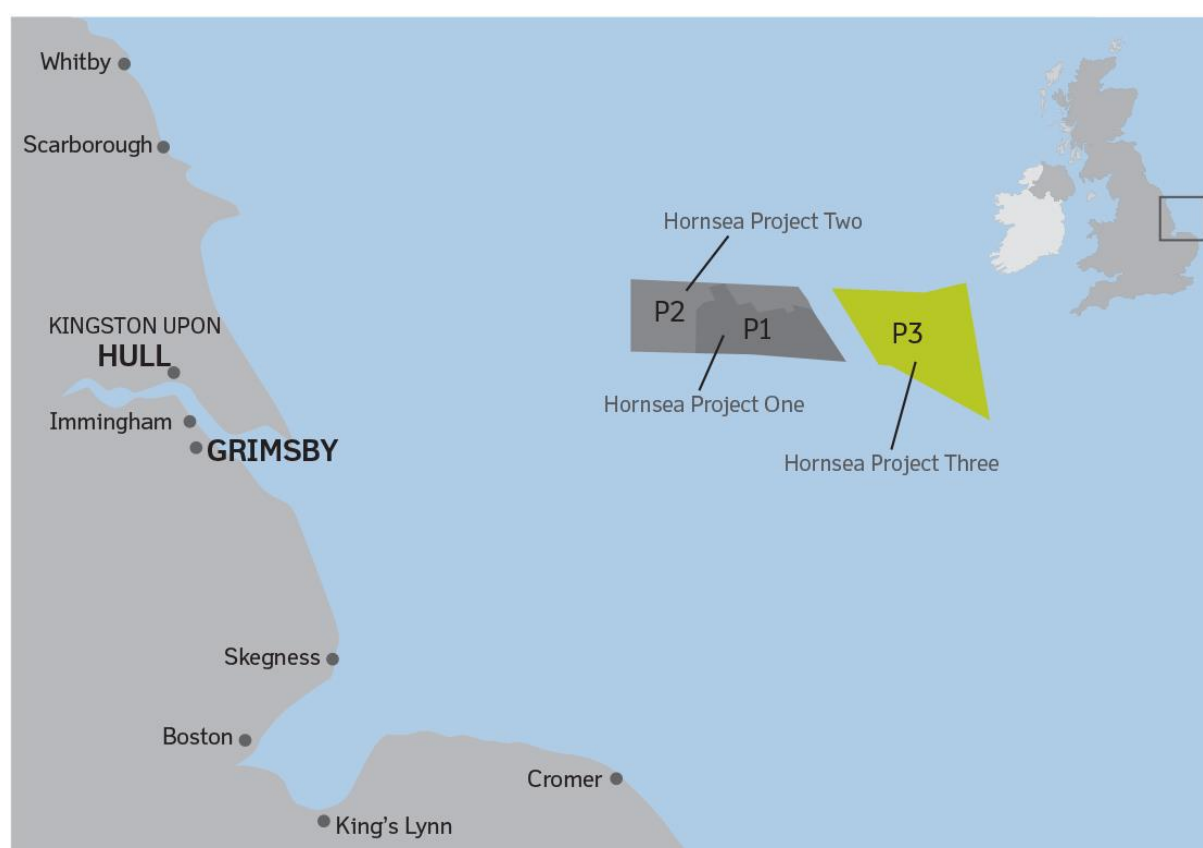 Whitby
Scarborough
Hornsea Project Two
KINGSTON UPON
HULL
P2
P1
P3
Immingham
Hornsea Project One
GRIMSBY
Hornsea Project Three
Skegness
Boston
Cromer
King's Lynn